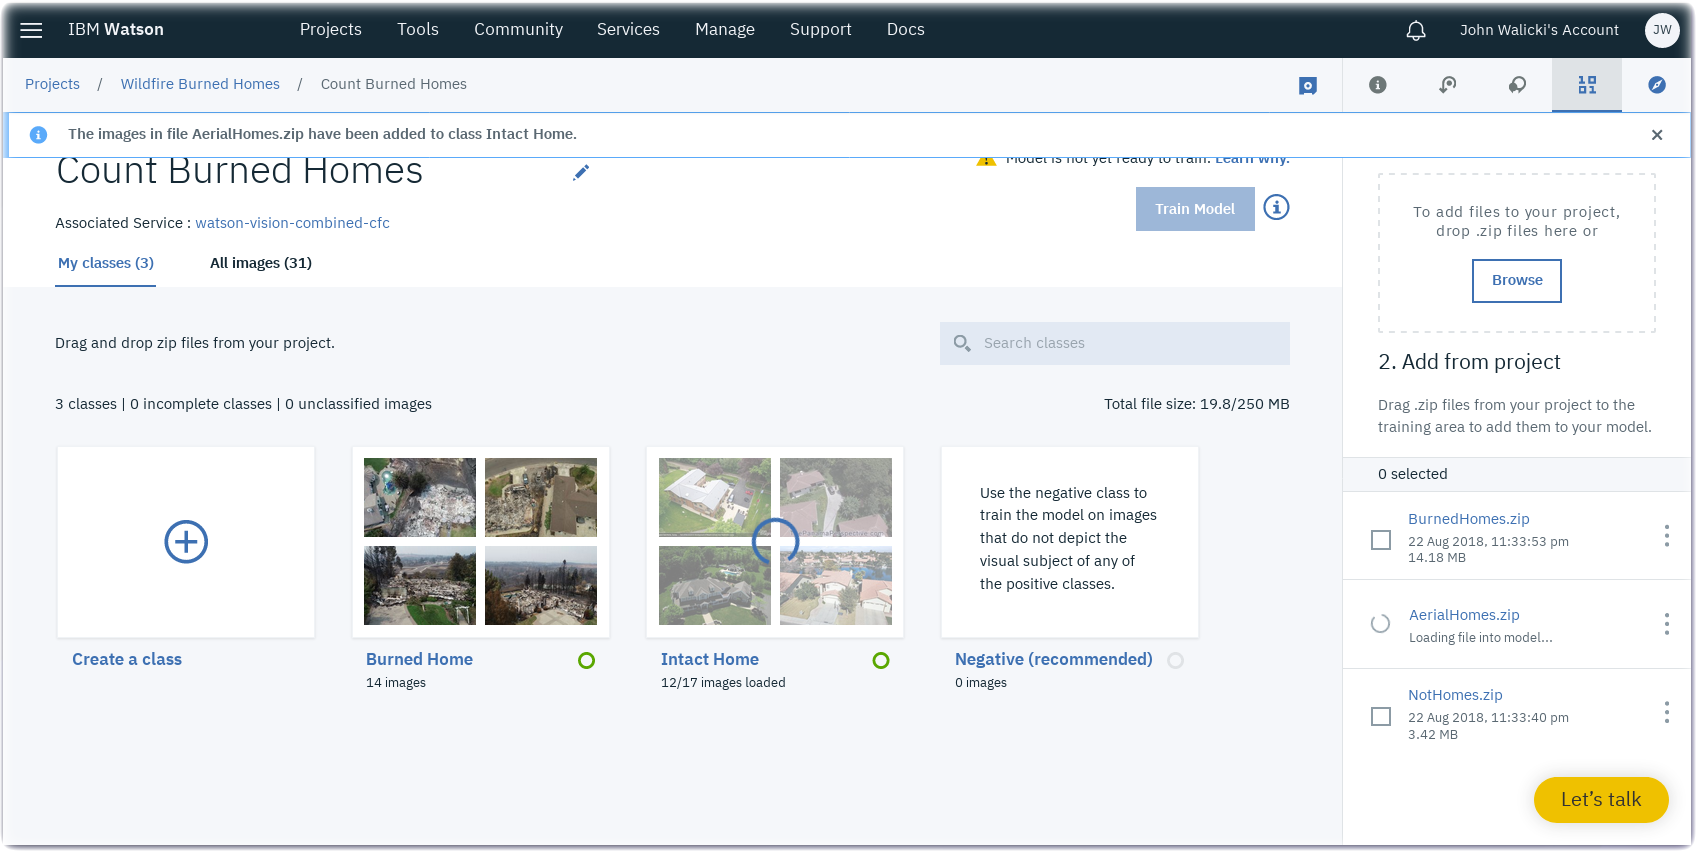 IBM Watson
Projects
Tools
Community
Services
Manage
Support
Docs
John Walicki's Account
JW
Projects / Wildfire Burned Homes / Count Burned Homes
The images in file AerialHomes.zip have been added to class Intact Home.
Count Burned Homes
Model is not yet ready to train. Learn why.
Associated Service : watson-vision-combined-cfc
Train Model
My classes (3)
All images (31)
Drag and drop zip files from your project.
Search classes
3 classes | 0 incomplete classes | 0 unclassified images
Total file size: 19.8/250 MB
Create a class
Burned Home
14 images
Intact Home
12/17 images loaded
Use the negative class to
train the model on images
that do not depict the
visual subject of any of
the positive classes.
Negative (recommended)
0 images
To add files to your project,
drop .zip files here or
Browse
2. Add from project
Drag .zip files from your project to the
training area to add them to your model.
0 selected
BurnedHomes.zip
22 Aug 2018, 11:33:53 pm
14.18 MB
AerialHomes.zip
Loading file into model...
NotHomes.zip
22 Aug 2018, 11:33:40 pm
3.42 MB
Let's talk